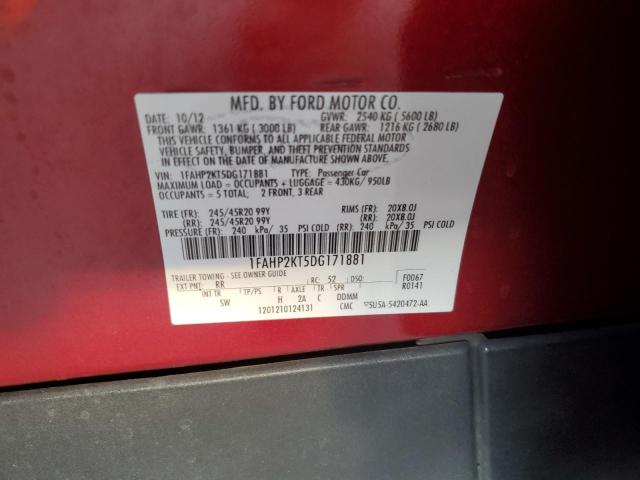 MFD. BY FORD MOTOR CO.
DATE: 10/12 GVWR: 2540 KG ( 5600 LB)
FRONT GAWR: 1361 KG ( 3000 LB) REAR GAWR: 1216 KG ( 2680 LB)
THIS VEHICLE CONFORMS TO ALL APPLICABLE FEDERAL MOTOR
VEHICLE SAFETY, BUMPER, AND THEFT PREVENTION STANDARDS
IN EFFECT ON THE DATE OF MANUFACTURE SHOWN ABOVE.
VIN: 1FAHP2KT5DG171881 TYPE: Passenger Car
MAXIMUM LOAD = OCCUPANTS + LUGGAGE = 430KG/ 950LB
OCCUPANTS = 5 TOTAL; 2 FRONT, 3 REAR
TIRE (FR): 245/45R20 99Y RIMS (FR): 20X8.0J
(RR): 245/45R20 99Y (RR): 20X8.0J
PRESSURE (FR): 240 kPa/ 35 PSI COLD (RR): 240 kPa/ 35 PSI COLD
1FAHP2KT5DG171881
TRAILER TOWING - SEE OWNER GUIDE F0067
EXT PNT: RR RC: 52 DSO: R0141
INT TR TP/PS R AXLE TR SPR
SW H 2A C DDMM
1201210124131 CMC 5U5A-5420472-AA